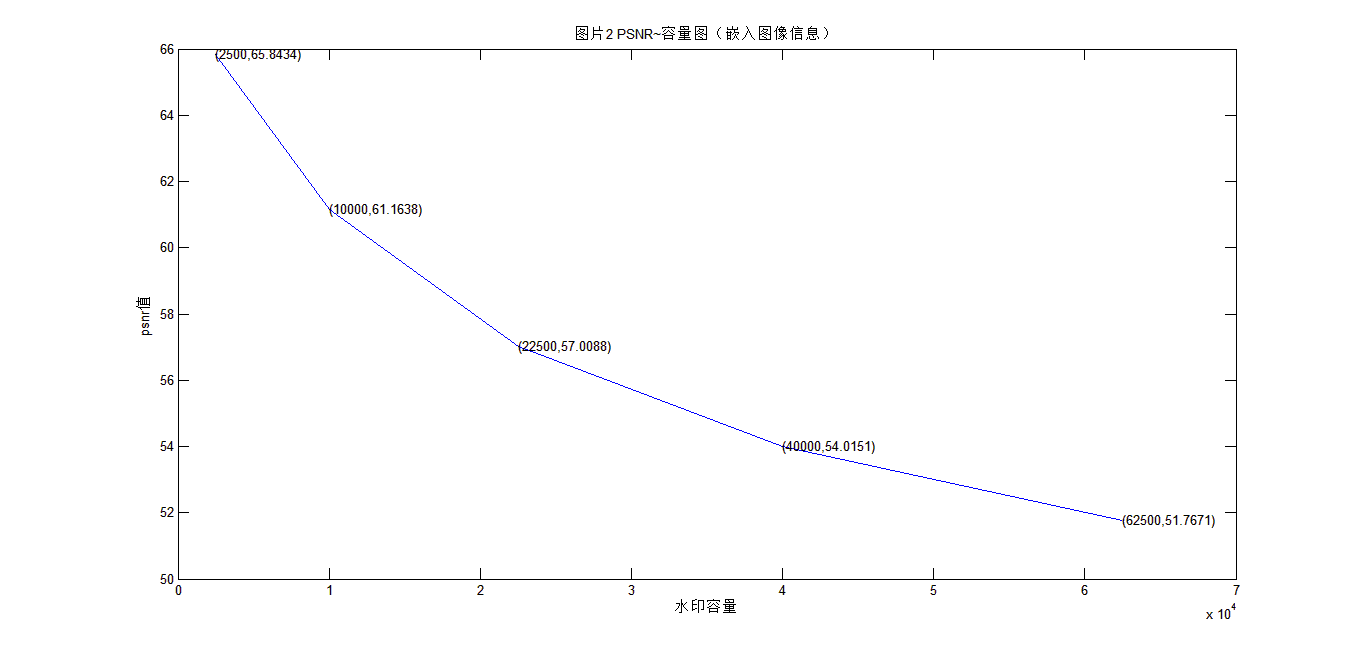 图片2 PSNR~容量图（嵌入图像信息）
66
(2500,65.8434)
64
62
(10000,61.1638)
60
58
psnr值
(22500,57.0088)
56
54
(40000,54.0151)
52
(62500,51.7671)
50
0 1 2 3 4 5 6 7
水印容量
x 10^4